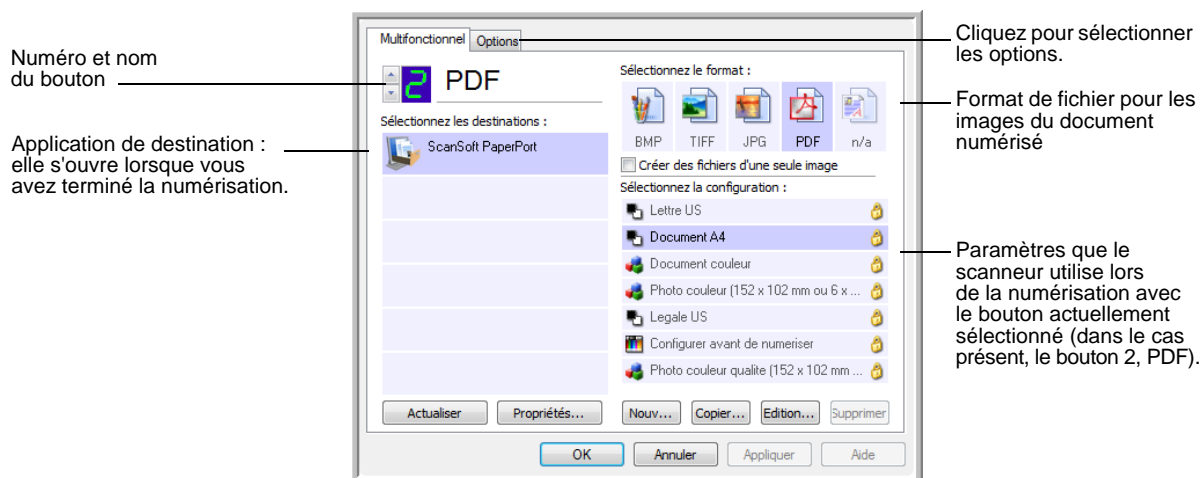 Numéro et nom
du bouton
Application de destination :
elle s'ouvre lorsque vous
avez terminé la numérisation.
Multifonctionnel
Options
2
PDF
Sélectionnez les destinations :
ScanSoft PaperPort
Actualiser
Propriétés...
Sélectionnez le format :
BMP
TIFF
JPG
PDF
n/a
Créer des fichiers d'une seule image
Sélectionnez la configuration :
Lettre US
Document A4
Document couleur
Photo couleur (152 x 102 mm ou 6 x ...
Legale US
Configurer avant de numeriser
Photo couleur qualite (152 x 102 mm ...
Nouv...
Copier...
Edition...
Supprimer
OK
Annuler
Appliquer
Aide
Cliquez pour sélectionner
les options.
Format de fichier pour les
images du document
numérisé
Paramètres que le
scanneur utilise lors
de la numérisation avec
le bouton actuellement
sélectionné (dans le cas
présent, le bouton 2, PDF).